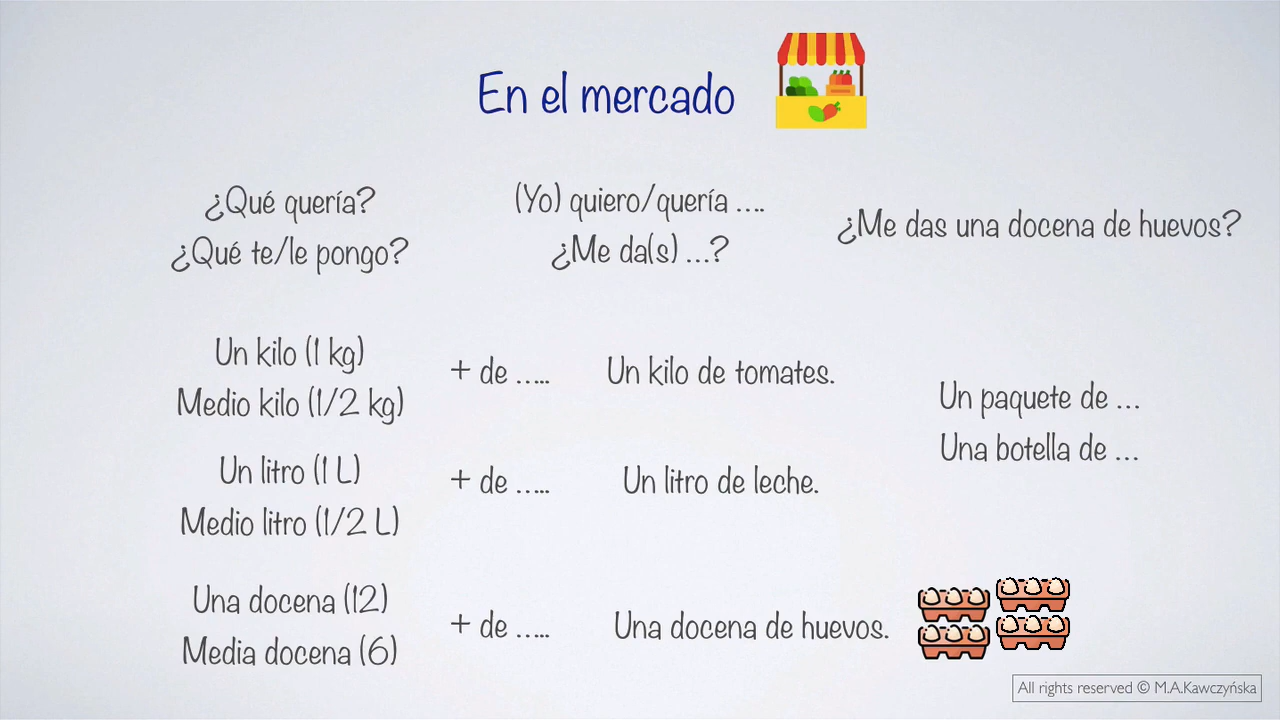 En el mercado
¿Qué quería?
¿Qué te/le pongo?
(Yo) quiero/quería ....
¿Me da(s) ...?
¿Me das una docena de huevos?
Un kilo (1 kg)
Medio kilo (1/2 kg)
+ de .....
Un kilo de tomates.
Un litro (1 L)
Medio litro (1/2 L)
+ de .....
Un litro de leche.
Un paquete de ...
Una botella de ...
Una docena (12)
Media docena (6)
+ de .....
Una docena de huevos.
All rights reserved © M.A.Kawczyńska